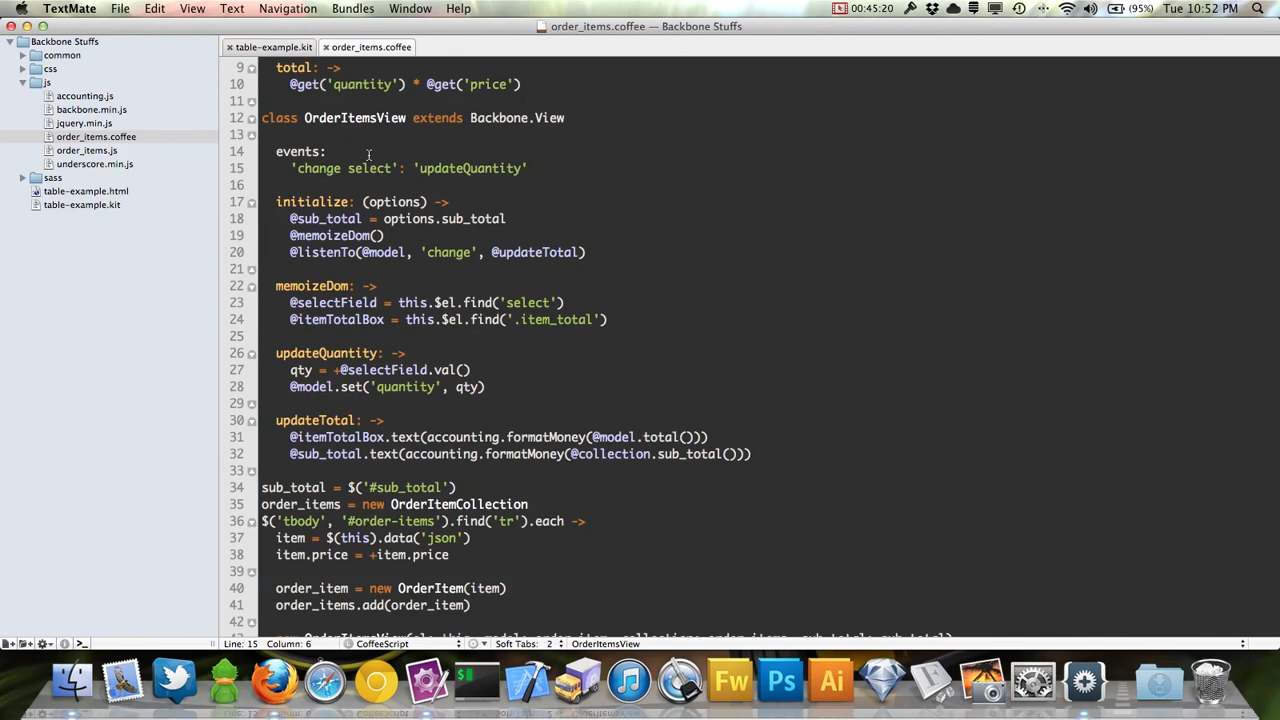 TextMate File Edit View Text Navigation Bundles Window Help 00:45:20 (95%) Tue 10:52 PM
order_items.coffee — Backbone Stuffs
Backbone Stuffs
common
css
js
accounting.js
backbone.min.js
jquery.min.js
order_items.coffee
order_items.js
underscore.min.js
sass
table-example.html
table-example.kit
table-example.kit order_items.coffee
9 total: ->
10 @get('quantity') * @get('price')
11
12 class OrderItemsView extends Backbone.View
13
14 events:
15 'change select': 'updateQuantity'
16
17 initialize: (options) ->
18 @sub_total = options.sub_total
19 @memoizeDom()
20 @listenTo(@model, 'change', @updateTotal)
21
22 memoizeDom: ->
23 @selectField = this.$el.find('select')
24 @itemTotalBox = this.$el.find('.item_total')
25
26 updateQuantity: ->
27 qty = +@selectField.val()
28 @model.set('quantity', qty)
29
30 updateTotal: ->
31 @itemTotalBox.text(accounting.formatMoney(@model.total()))
32 @sub_total.text(accounting.formatMoney(@collection.sub_total()))
33
34 sub_total = $('#sub_total')
35 order_items = new OrderItemCollection
36 $('tbody', '#order-items').find('tr').each ->
37 item = $(this).data('json')
38 item.price = +item.price
39
40 order_item = new OrderItem(item)
41 order_items.add(order_item)
42
Line: 15 Column: 6 CoffeeScript Soft Tabs: 2 OrderItemsView
Fw Ps Ai